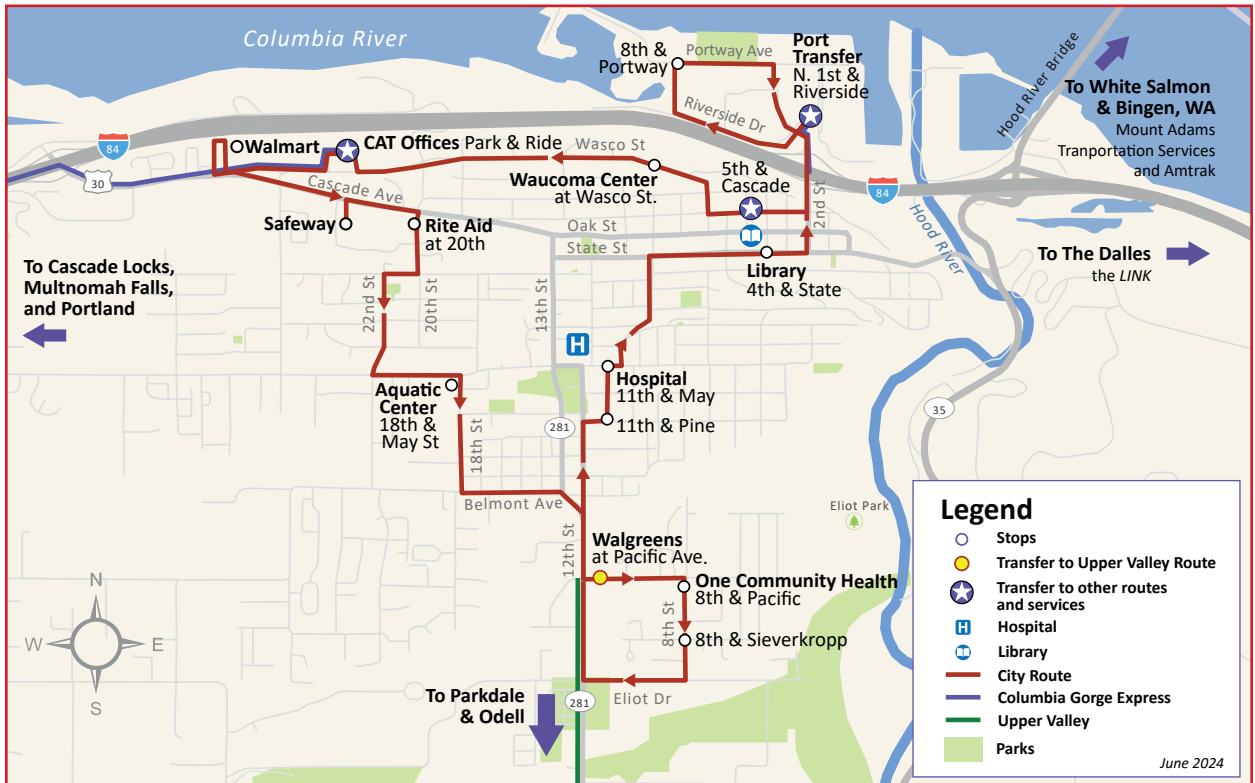 Columbia River
8th &
Portway
Portway Ave
Port
Transfer
N. 1st &
Riverside
Riverside Dr
Hood River Bridge
To White Salmon
& Bingen, WA
Mount Adams
Tranportation Services
and Amtrak
84
30
Walmart
CAT Offices Park & Ride
Wasco St
Waucoma Center
at Wasco St.
5th &
Cascade
2nd St
84
Hood River
Cascade Ave
Safeway
Rite Aid
at 20th
Oak St
State St
Library
4th & State
To The Dalles
the LINK
To Cascade Locks,
Multnomah Falls,
and Portland
22nd St
20th St
13th St
H
Hospital
11th & May
11th & Pine
Aquatic
Center
18th &
May St
18th St
281
35
Belmont Ave
Eliot Park
12th St
Walgreens
at Pacific Ave.
One Community Health
8th & Pacific
8th St
8th & Sieverkropp
Eliot Dr
281
To Parkdale
& Odell
N
W
E
S
Legend
Stops
Transfer to Upper Valley Route
Transfer to other routes
and services
H
Hospital
Library
City Route
Columbia Gorge Express
Upper Valley
Parks
June 2024